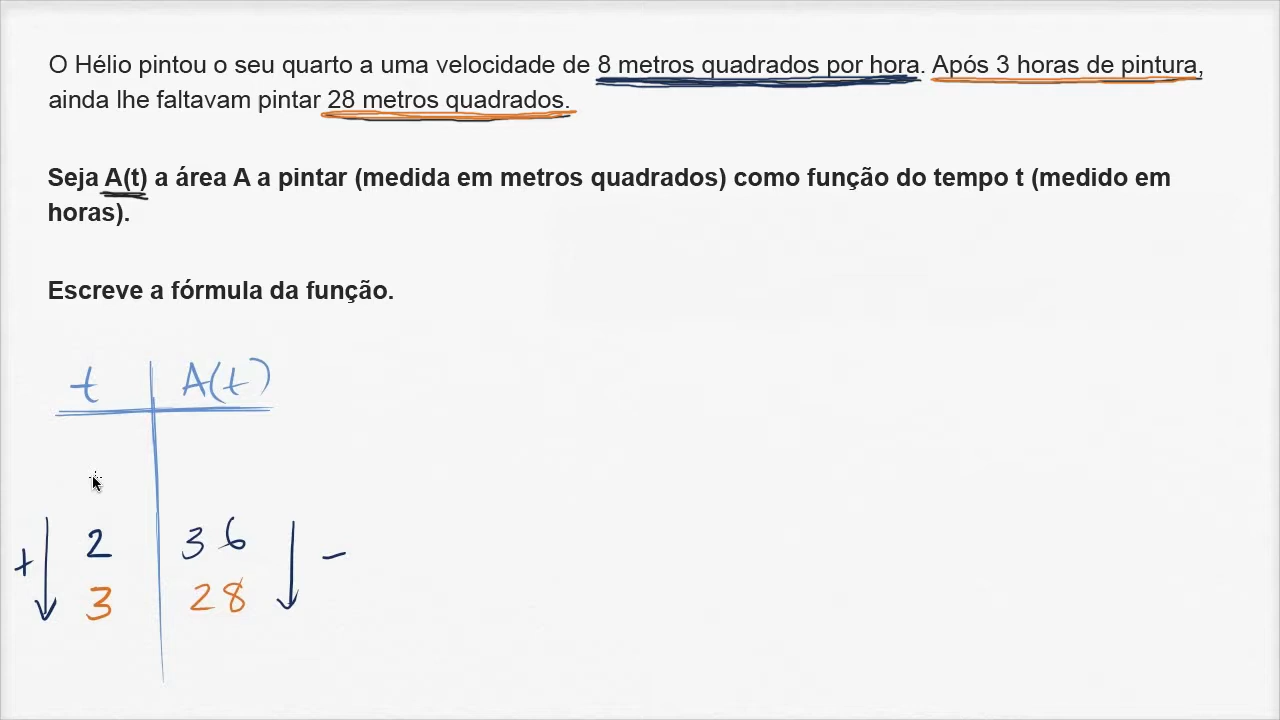 O Hélio pintou o seu quarto a uma velocidade de 8 metros quadrados por hora. Após 3 horas de pintura,
ainda lhe faltavam pintar 28 metros quadrados.
Seja A(t) a área A a pintar (medida em metros quadrados) como função do tempo t (medido em
horas).
Escreve a fórmula da função.
t A(t)
+ 2 36 -
3 28